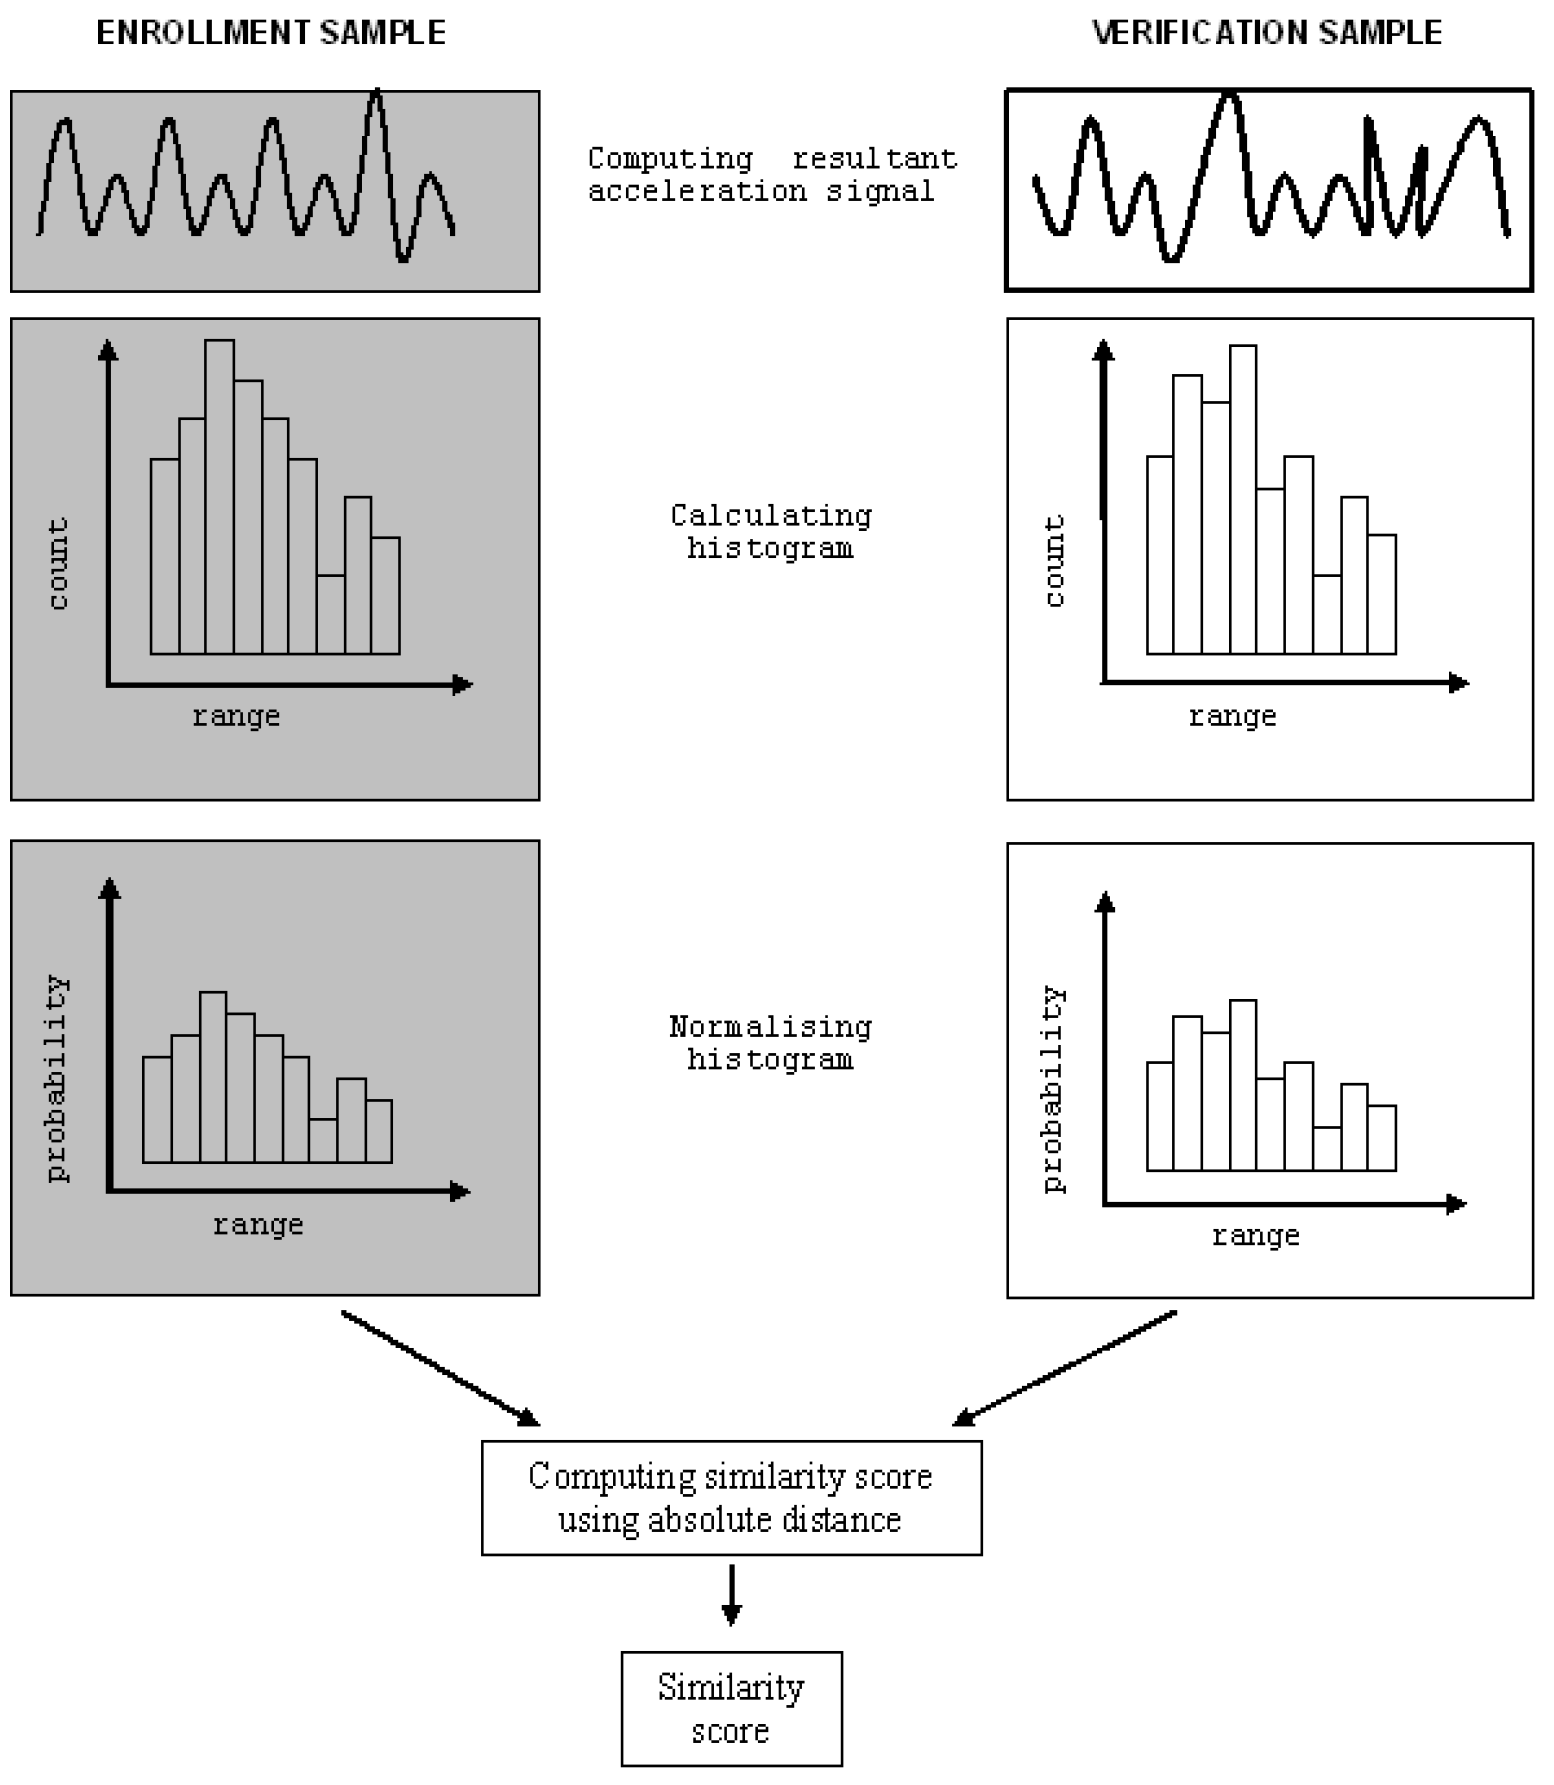 ENROLLMENT SAMPLE
VERIFICATION SAMPLE
Computing resultant
acceleration signal
count
range
Calculating
histogram
count
range
probability
range
Normalising
histogram
probability
range
Computing similarity score
using absolute distance
Similarity
score